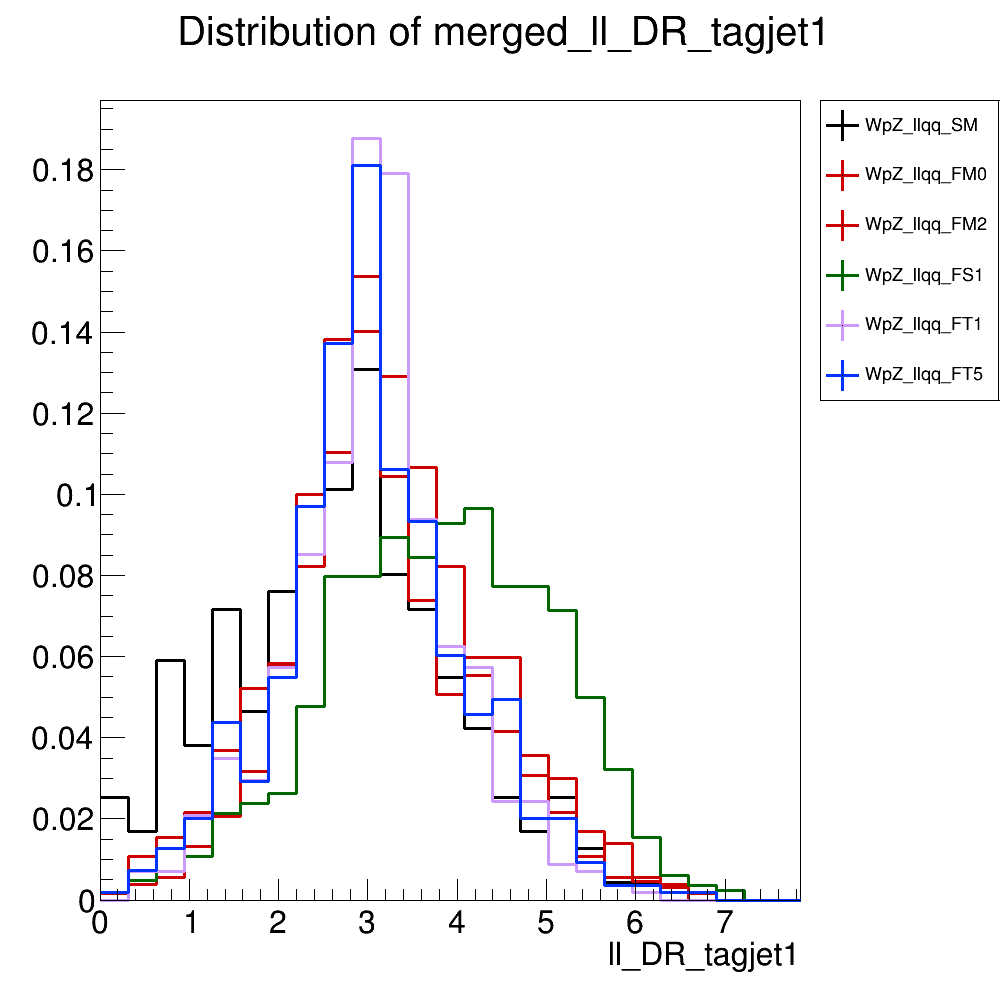 Distribution of merged_ll_DR_tagjet1
WpZ_llqq_SM
WpZ_llqq_FM0
WpZ_llqq_FM2
WpZ_llqq_FS1
WpZ_llqq_FT1
WpZ_llqq_FT5
0.18
0.16
0.14
0.12
0.1
0.08
0.06
0.04
0.02
0
0 1 2 3 4 5 6 7
ll_DR_tagjet1